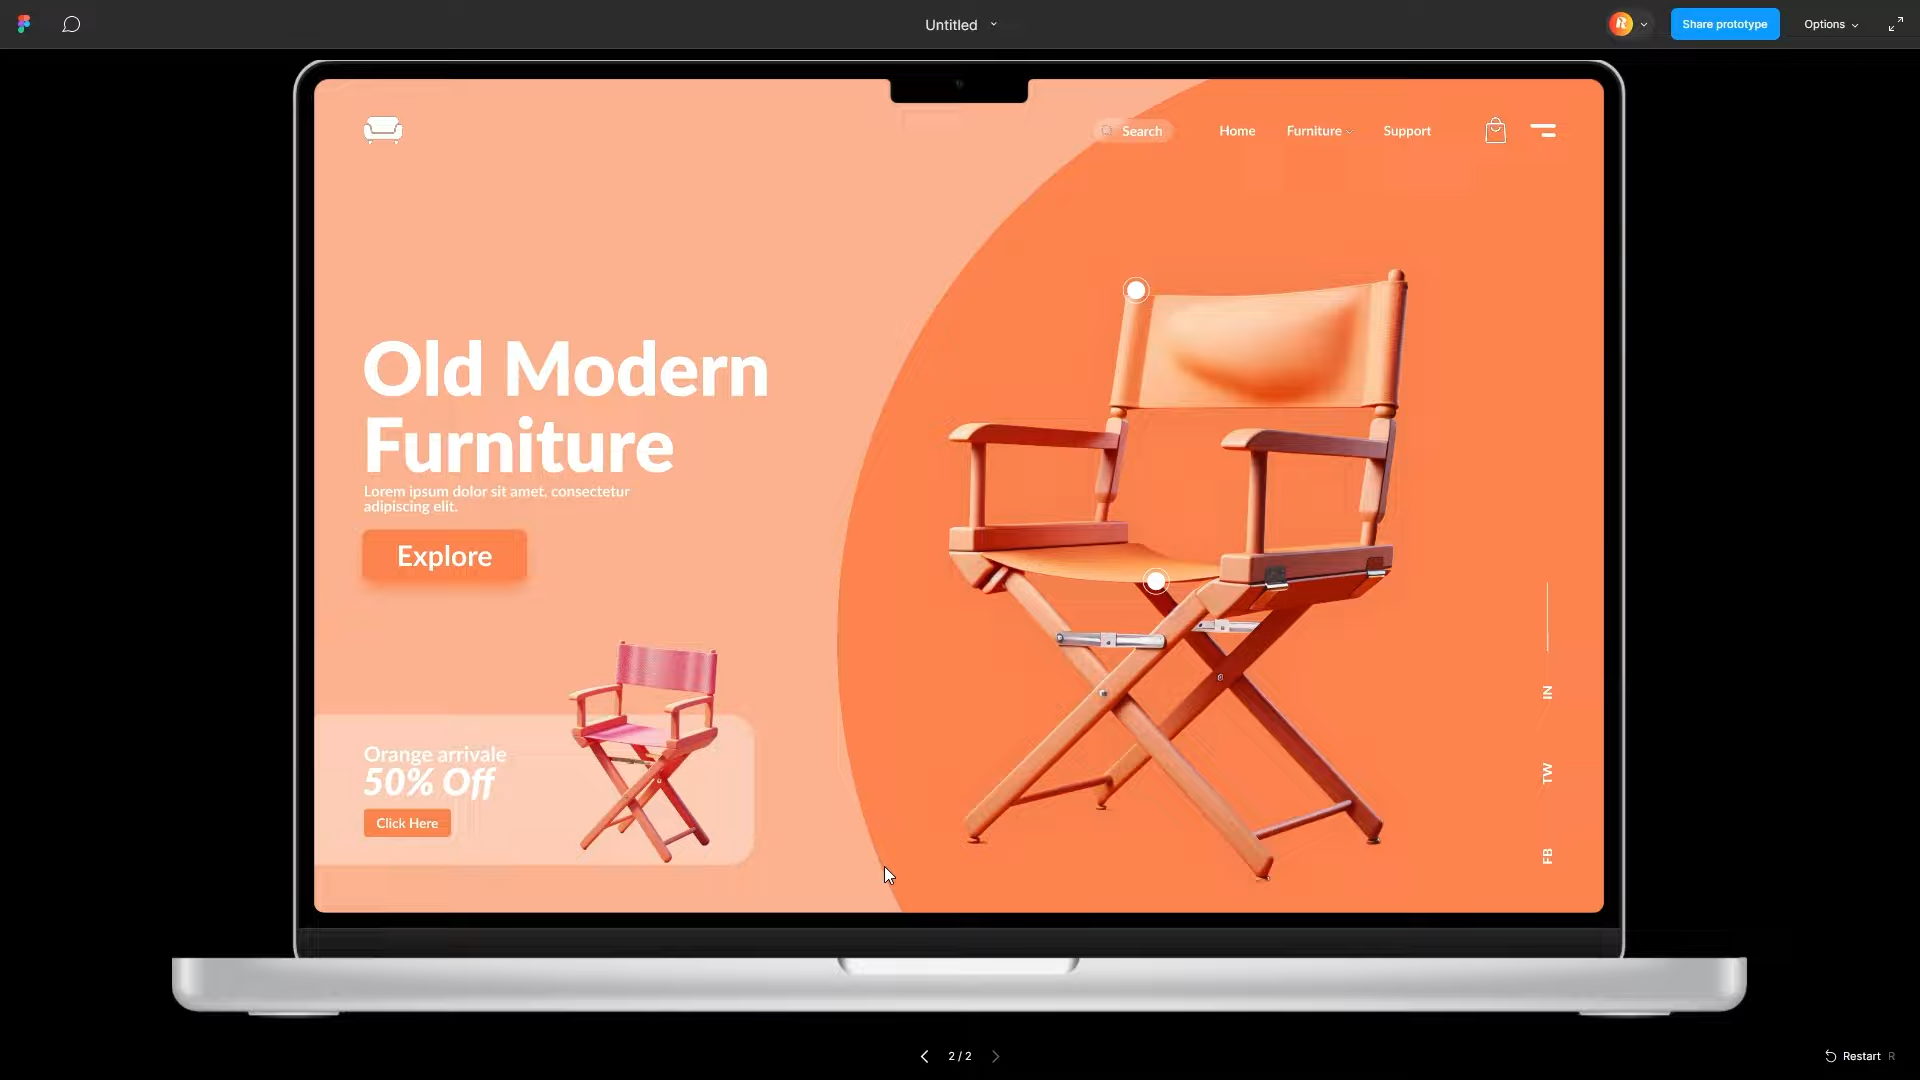 Untitled
Share prototype
Options
Search
Home
Furniture
Support
Old Modern
Furniture
Lorem ipsum dolor sit amet, consectetur
adipiscing elit.
Explore
Orange arrivale
50% Off
Click Here
IN
TW
FB
2 / 2
Restart R